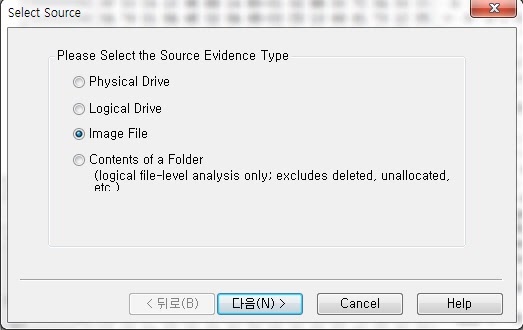 Select Source
Please Select the Source Evidence Type
Physical Drive
Logical Drive
Image File
Contents of a Folder
(logical file-level analysis only; excludes deleted, unallocated,
etc.)
< 뒤로(B)
다음(N) >
Cancel
Help